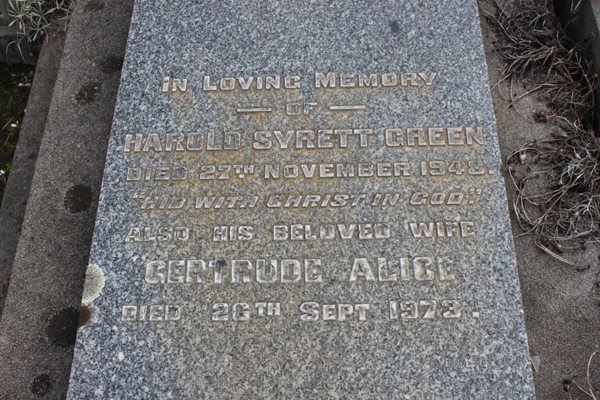 IN LOVING MEMORY
— OF —
HAROLD SYRETT GREEN
DIED 27TH NOVEMBER 1948.
"HID WITH CHRIST IN GOD."
ALSO HIS BELOVED WIFE
GERTRUDE ALICE
DIED 26TH SEPT 1973.